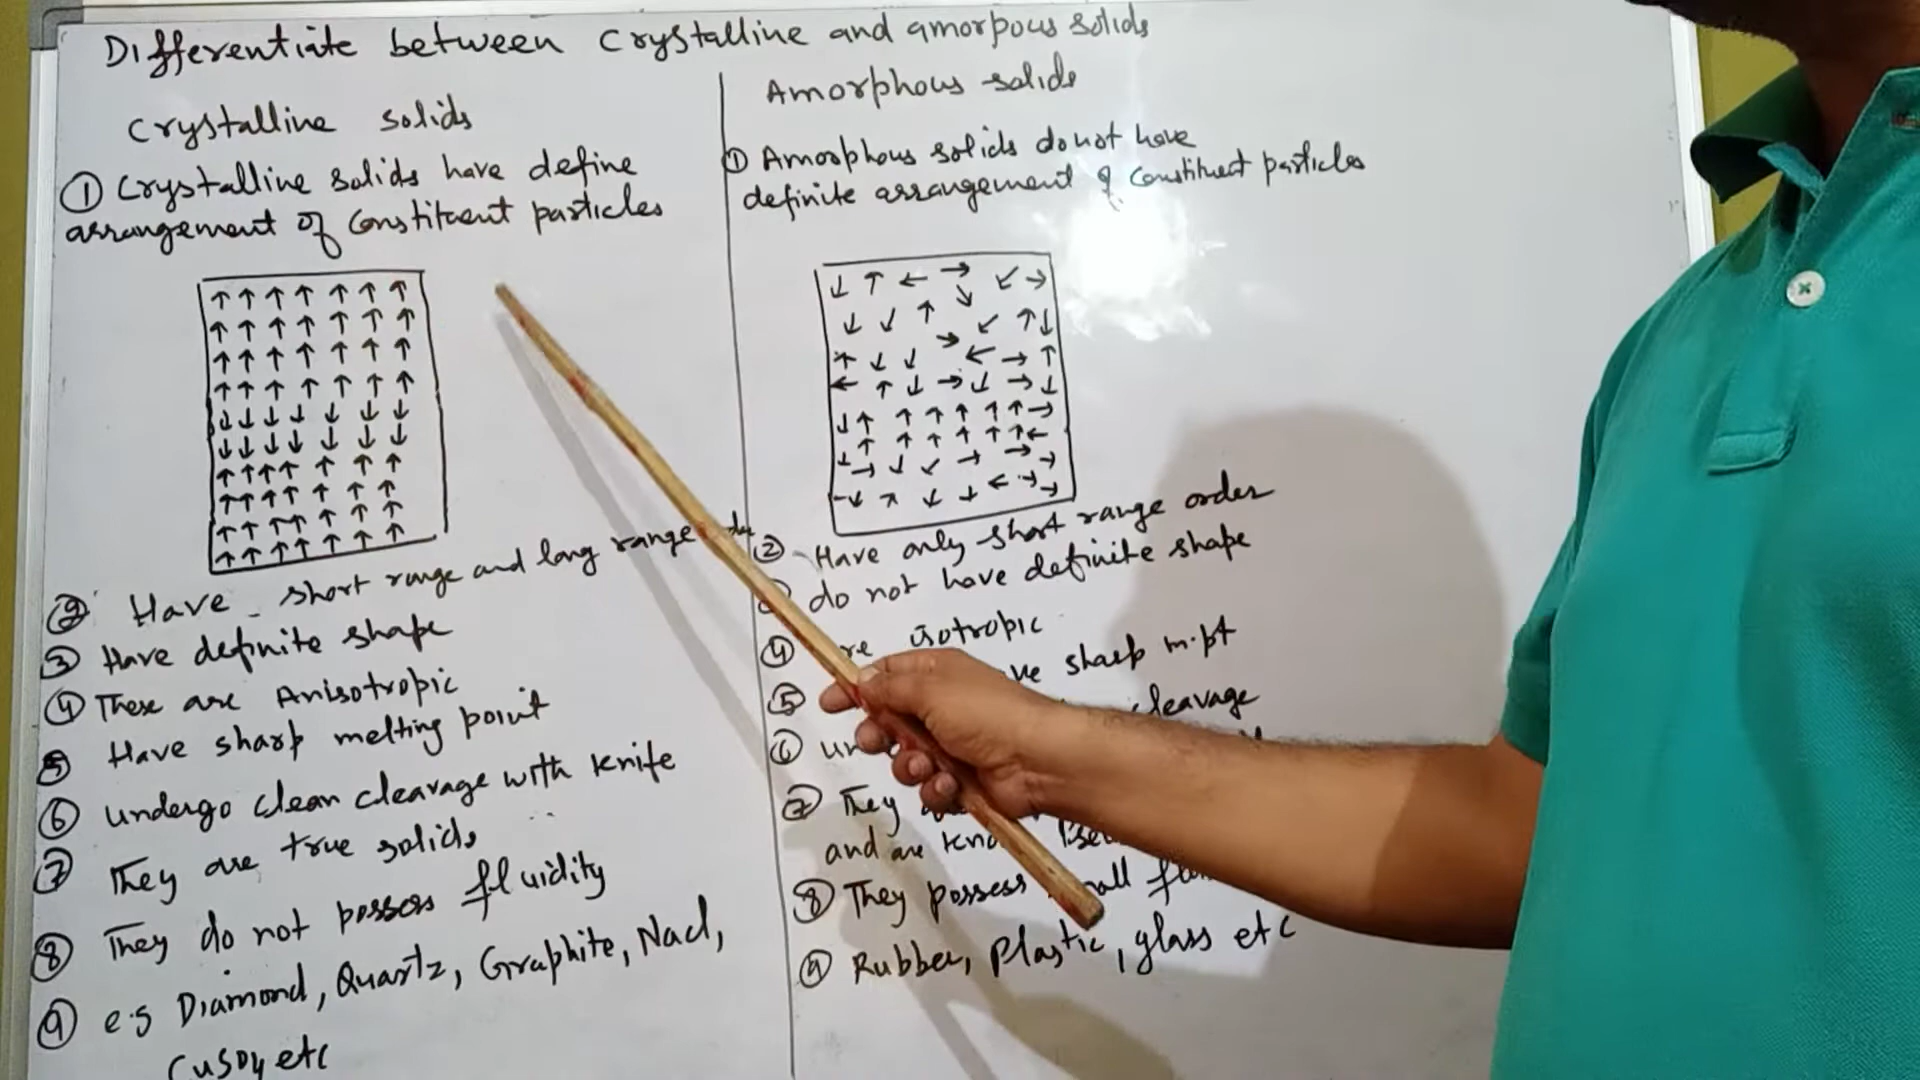 Differentiate between crystalline and amorpous solids
Crystalline solids
① Crystalline solids have define
arrangement of constituent particles
② Have short range and long range
③ Have definite shape
④ These are Anisotropic
⑤ Have sharp melting point
⑥ undergo clean cleavage with knife
⑦ They are true solids
⑧ They do not possess fluidity
⑨ e.g Diamond, Quartz, Graphite, Nacl,
CuSO4 etc
Amorphous solids
① Amorphous solids do not have
definite arrangement of constituent particles
② Have only short range order
do not have definite shape
④ isotropic
⑤ sharp m.pt
⑥ cleavage
⑦ They
and are
⑧ They possess
⑨ Rubber, Plastic, glass etc